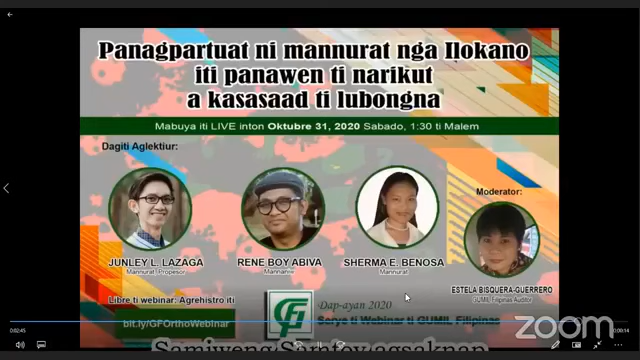 Panagpartuat ni mannurat nga Ilokano
iti panawen ti narikut
a kasasaad ti lubongna
Mabuya iti LIVE inton Oktubre 31, 2020 Sabado, 1:30 ti Malem
Dagiti Aglektiur:
Moderator:
JUNLEY L. LAZAGA
Mannurat, Propesor
RENE BOY ABIVA
Mannaniw
SHERMA E. BENOSA
Mannurat
ESTELA BISQUERA-GUERRERO
GUMIL Filipinas Auditor
Libre ti webinar: Agrehistro iti
bit.ly/GFOrthoWebinar
GF
Dap-ayan 2020
Serye ti Webinar ti GUMIL Filipinas
zoom
0:02:45
0:00:14